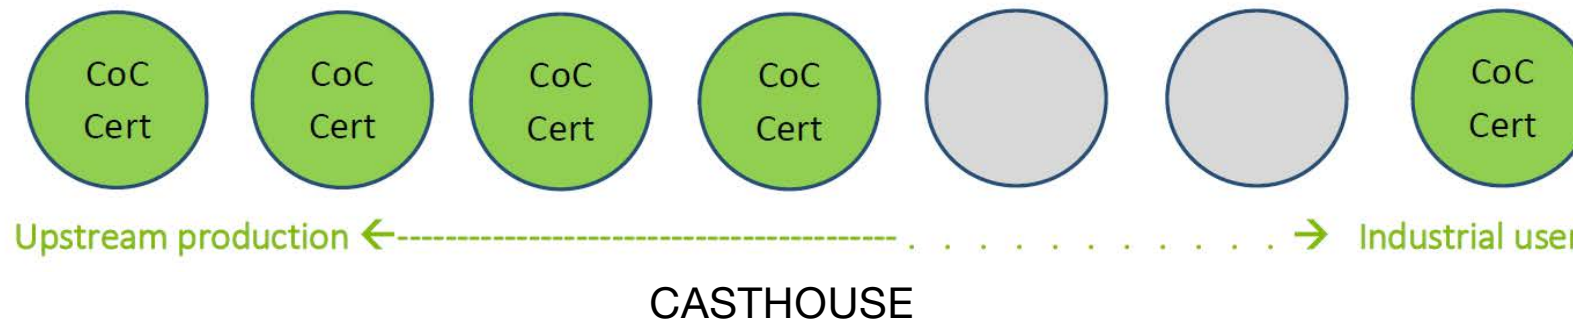 CoC
Cert
CoC
Cert
CoC
Cert
CoC
Cert
CoC
Cert
Upstream production ←----------------------------------------- . . . . . . . . . . . → Industrial user
CASTHOUSE